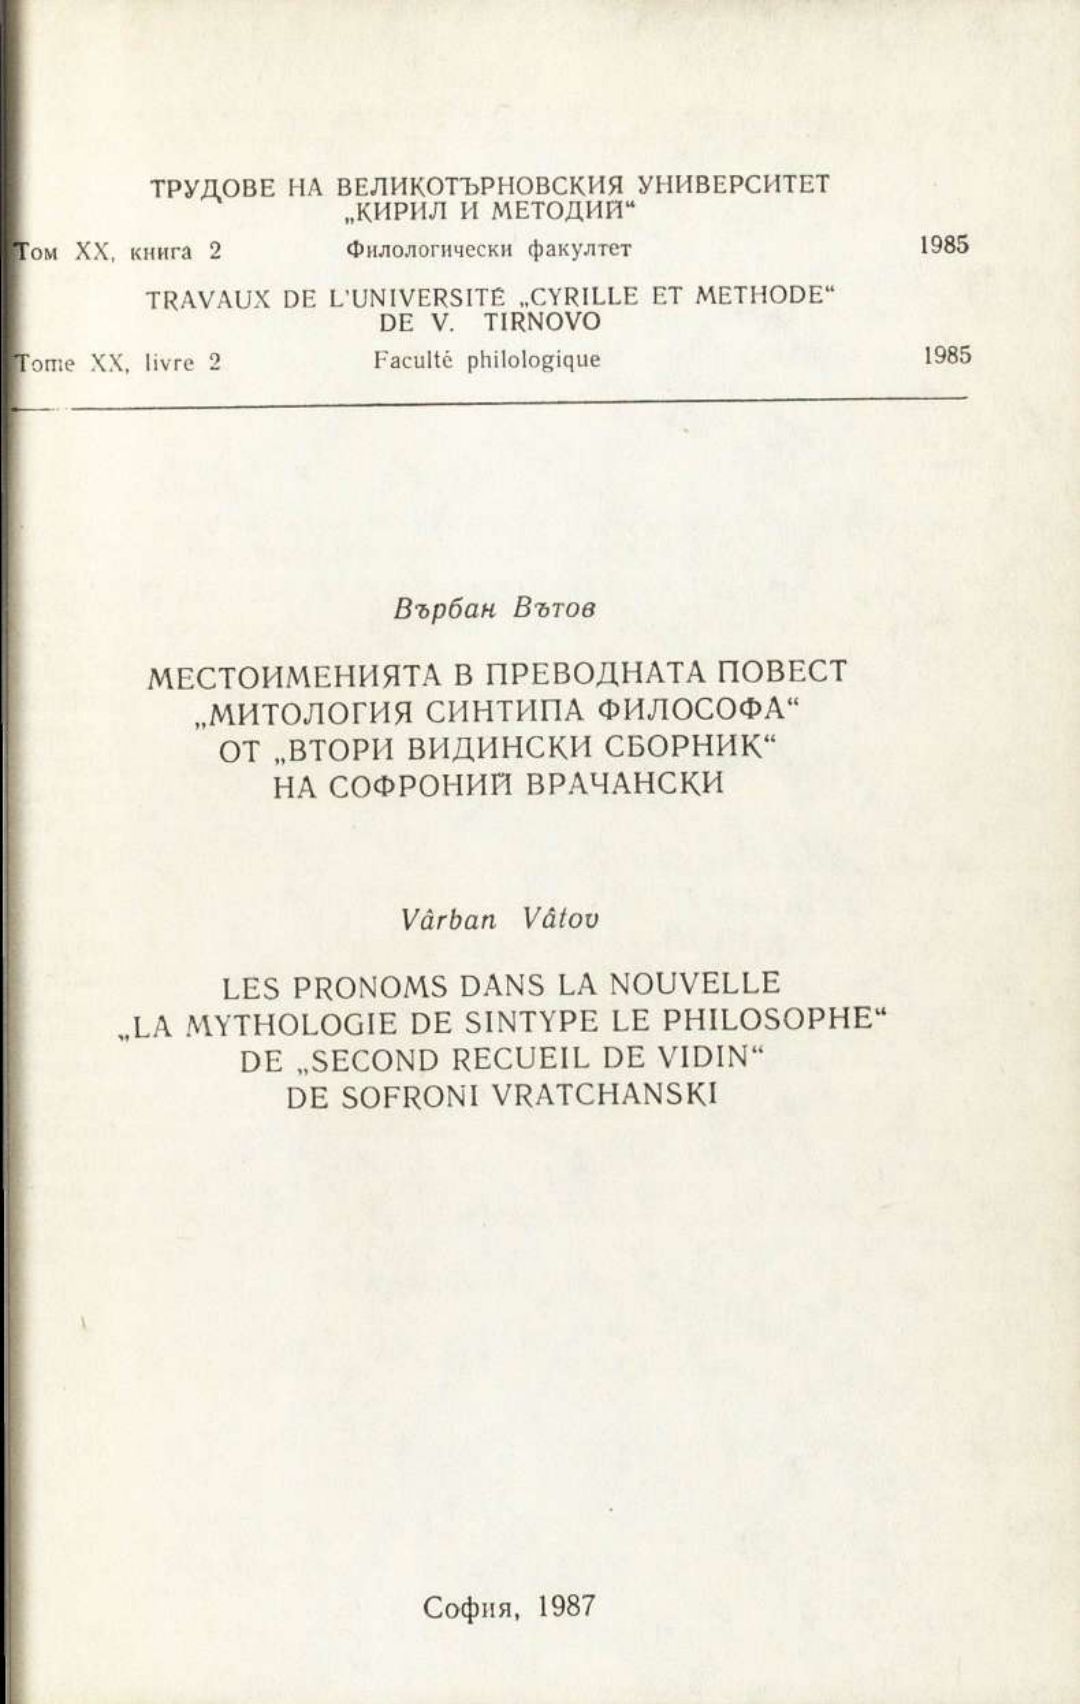 ТРУДОВЕ НА ВЕЛИКОТЪРНОВСКИЯ УНИВЕРСИТЕТ
„КИРИЛ И МЕТОДИЙ“
Том XX, книга 2 Филологически факултет 1985
TRAVAUX DE L'UNIVERSITÉ „CYRILLE ET METHODE“
DE V. TIRNOVO
Tome XX, livre 2 Faculté philologique 1985
Върбан Вътов
МЕСТОИМЕНИЯТА В ПРЕВОДНАТА ПОВЕСТ
„МИТОЛОГИЯ СИНТИПА ФИЛОСОФА“
ОТ „ВТОРИ ВИДИНСКИ СБОРНИК“
НА СОФРОНИЙ ВРАЧАНСКИ
Vârban Vâtov
LES PRONOMS DANS LA NOUVELLE
„LA MYTHOLOGIE DE SINTYPE LE PHILOSOPHE“
DE „SECOND RECUEIL DE VIDIN“
DE SOFRONI VRATCHANSKI
София, 1987